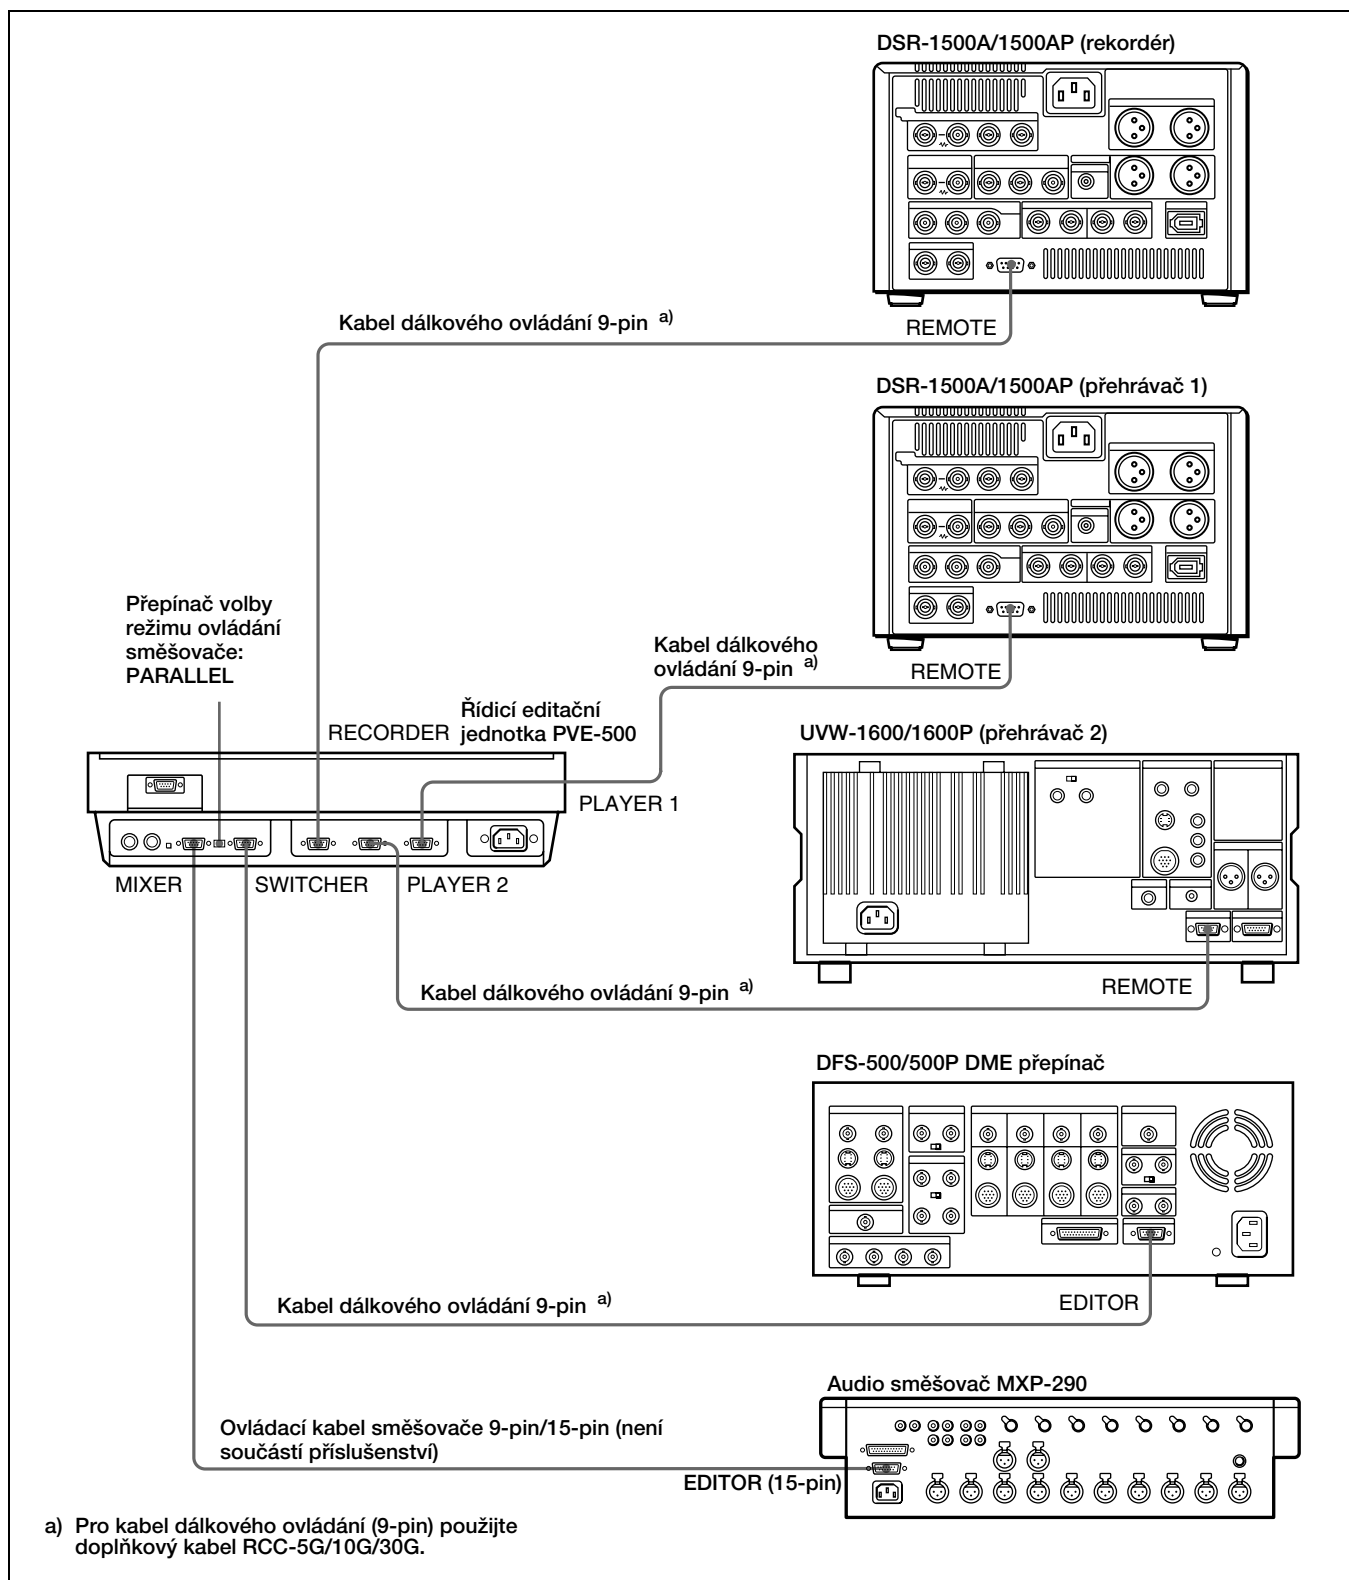 DSR-1500A/1500AP (rekordér)
Kabel dálkového ovládání 9-pin a)
REMOTE
DSR-1500A/1500AP (přehrávač 1)
Přepínač volby
režimu ovládání
směšovače:
PARALLEL
Kabel dálkového
ovládání 9-pin a)
REMOTE
RECORDER
Řídicí editační
jednotka PVE-500
UVW-1600/1600P (přehrávač 2)
PLAYER 1
MIXER
SWITCHER
PLAYER 2
Kabel dálkového ovládání 9-pin a)
REMOTE
DFS-500/500P DME přepínač
Kabel dálkového ovládání 9-pin a)
EDITOR
Audio směšovač MXP-290
Ovládací kabel směšovače 9-pin/15-pin (není
součástí příslušenství)
EDITOR (15-pin)
a) Pro kabel dálkového ovládání (9-pin) použijte
doplňkový kabel RCC-5G/10G/30G.